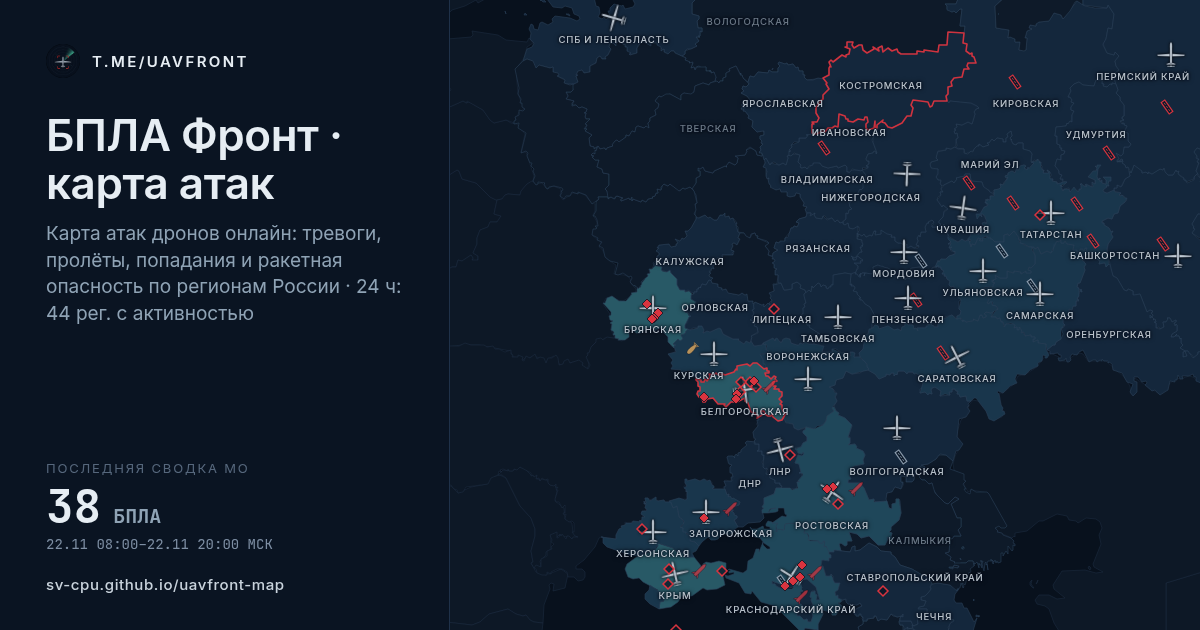 T.ME/UAVFRONT
БПЛА Фронт ·
карта атак
Карта атак дронов онлайн: тревоги,
пролёты, попадания и ракетная
опасность по регионам России · 24 ч:
44 рег. с активностью
ПОСЛЕДНЯЯ СВОДКА МО
38 БПЛА
22.11 08:00–22.11 20:00 МСК
sv-cpu.github.io/uavfront-map
ВОЛОГОДСКАЯ
СПБ И ЛЕНОБЛАСТЬ
ПЕРМСКИЙ КРАЙ
КОСТРОМСКАЯ
ЯРОСЛАВСКАЯ
КИРОВСКАЯ
ТВЕРСКАЯ
ИВАНОВСКАЯ
УДМУРТИЯ
МАРИЙ ЭЛ
ВЛАДИМИРСКАЯ
НИЖЕГОРОДСКАЯ
ЧУВАШИЯ
ТАТАРСТАН
РЯЗАНСКАЯ
БАШКОРТОСТАН
КАЛУЖСКАЯ
МОРДОВИЯ
УЛЬЯНОВСКАЯ
ОРЛОВСКАЯ
ЛИПЕЦКАЯ
ПЕНЗЕНСКАЯ
САМАРСКАЯ
БРЯНСКАЯ
ТАМБОВСКАЯ
ОРЕНБУРГСКАЯ
ВОРОНЕЖСКАЯ
КУРСКАЯ
САРАТОВСКАЯ
БЕЛГОРОДСКАЯ
ЛНР
ВОЛГОГРАДСКАЯ
ДНР
РОСТОВСКАЯ
ЗАПОРОЖСКАЯ
КАЛМЫКИЯ
ХЕРСОНСКАЯ
СТАВРОПОЛЬСКИЙ КРАЙ
КРЫМ
КРАСНОДАРСКИЙ КРАЙ
ЧЕЧНЯ